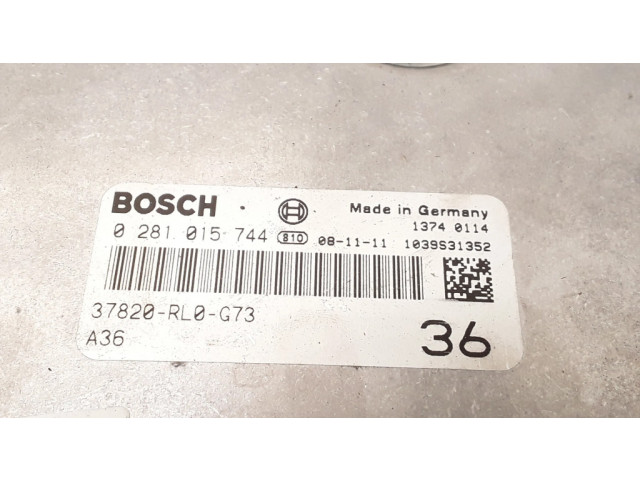 BOSCH Made in Germany
1374 0114
0 281 015 744 810 08-11-11 1039S31352
37820-RL0-G73
A36 36